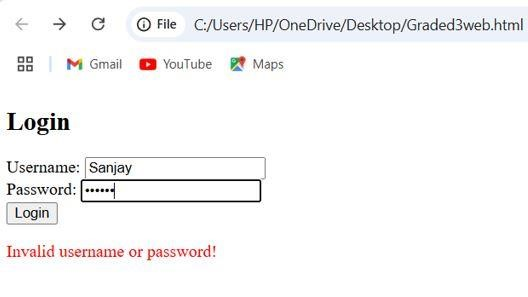 File C:/Users/HP/OneDrive/Desktop/Graded3web.html
Gmail YouTube Maps
Login
Username: Sanjay
Password: ••••••
Login
Invalid username or password!